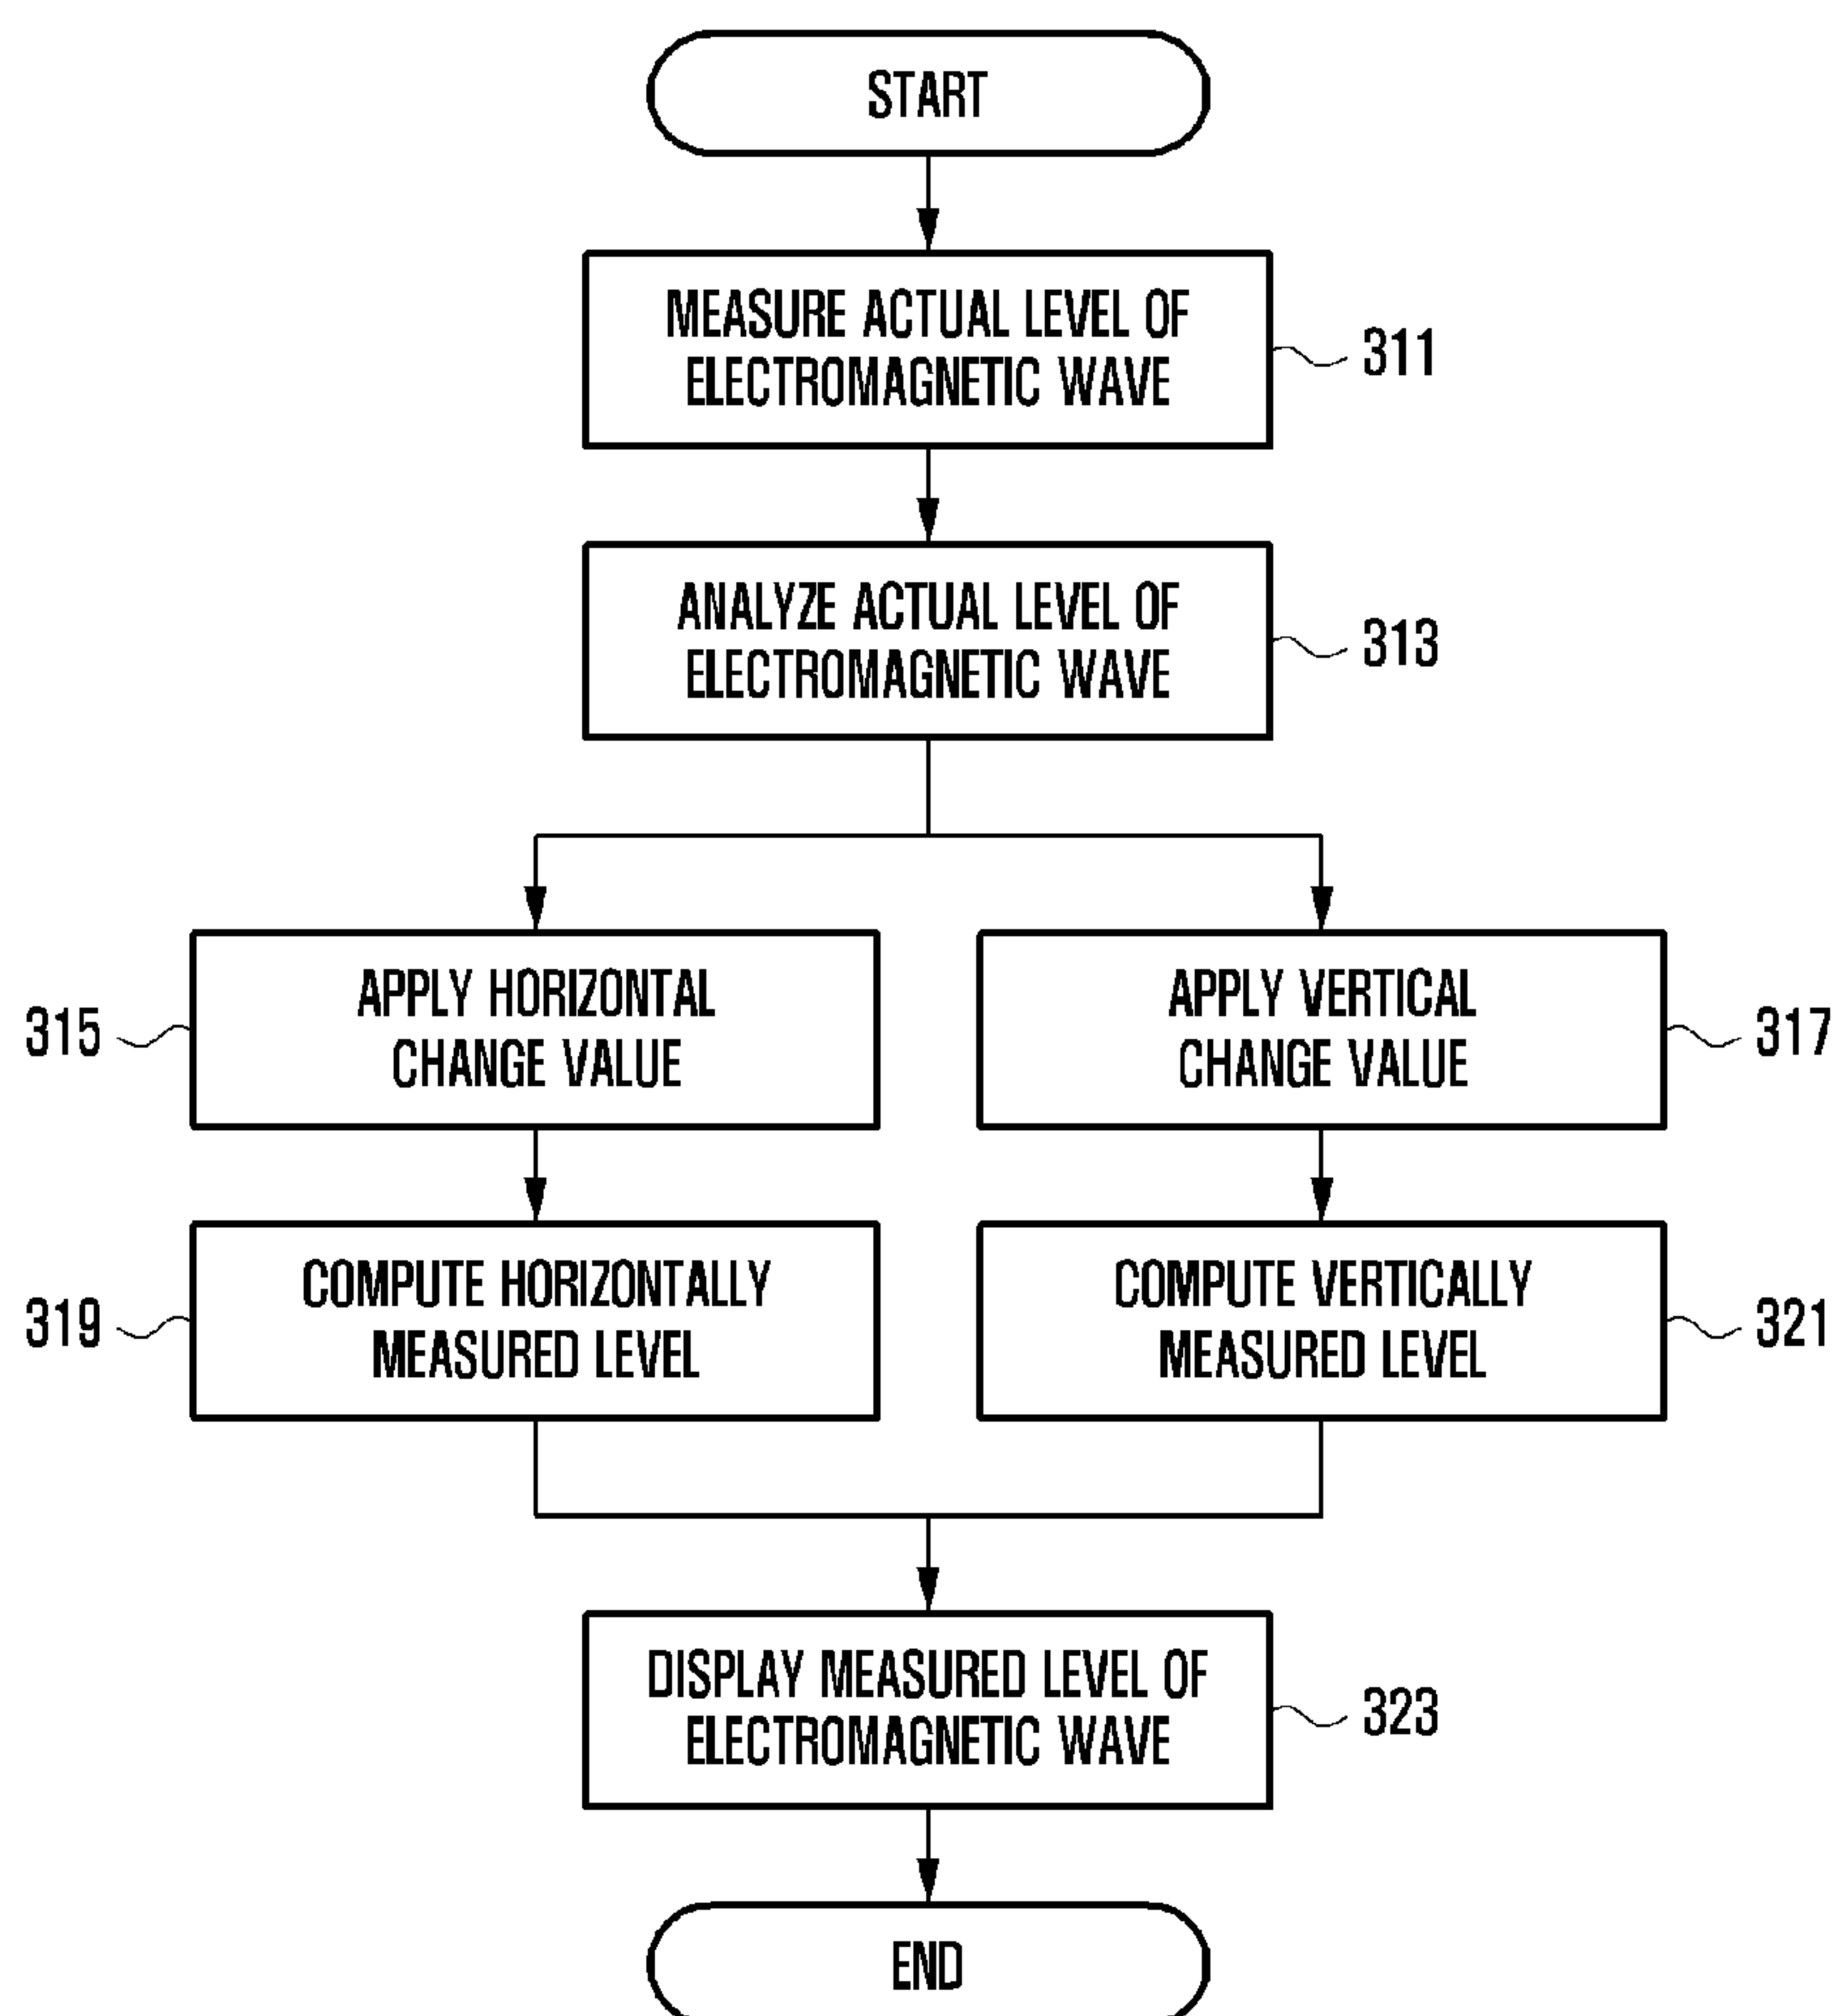 START
MEASURE ACTUAL LEVEL OF
ELECTROMAGNETIC WAVE
311
ANALYZE ACTUAL LEVEL OF
ELECTROMAGNETIC WAVE
313
315
APPLY HORIZONTAL
CHANGE VALUE
APPLY VERTICAL
CHANGE VALUE
317
319
COMPUTE HORIZONTALLY
MEASURED LEVEL
COMPUTE VERTICALLY
MEASURED LEVEL
321
DISPLAY MEASURED LEVEL OF
ELECTROMAGNETIC WAVE
323
END